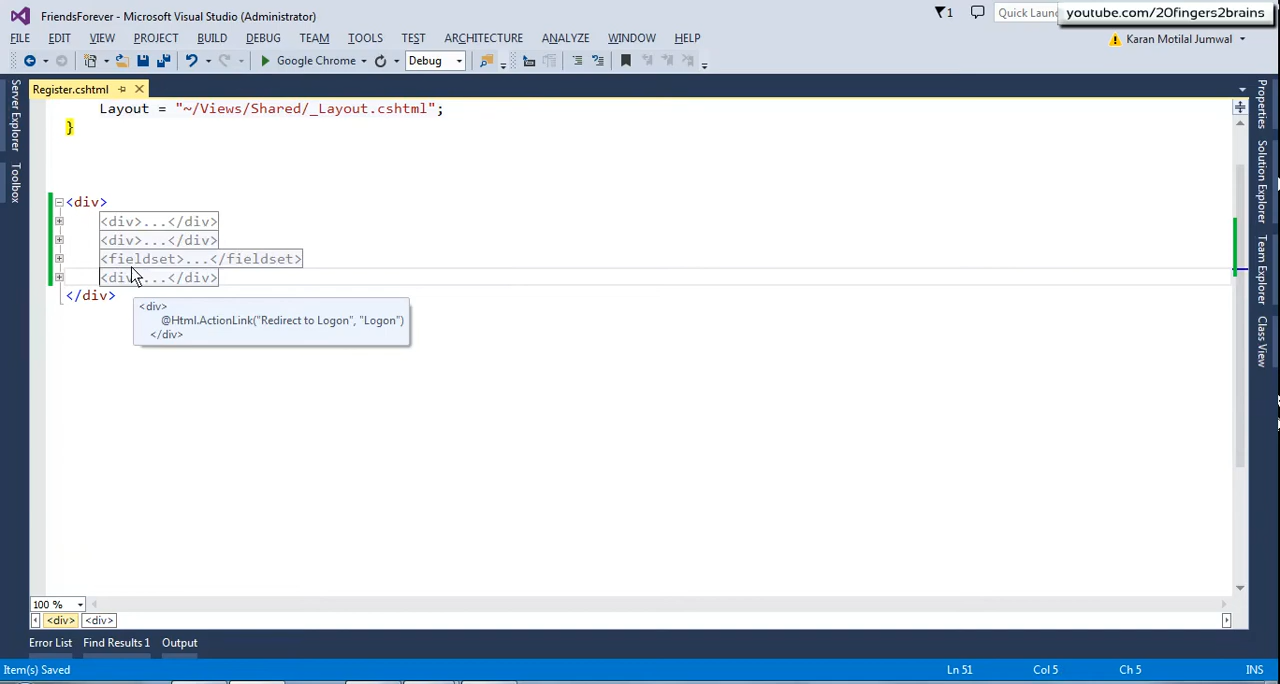 FriendsForever - Microsoft Visual Studio (Administrator)
1
Quick Laun
youtube.com/20fingers2brains
FILE EDIT VIEW PROJECT BUILD DEBUG TEAM TOOLS TEST ARCHITECTURE ANALYZE WINDOW HELP
Karan Motilal Jumwal
Google Chrome
Debug
Register.cshtml
Server Explorer
Toolbox
Properties
Solution Explorer
Team Explorer
Class View
Layout = "~/Views/Shared/_Layout.cshtml";
}
<div>
<div>...</div>
<div>...</div>
<fieldset>...</fieldset>
<div>...</div>
</div>
<div>
@Html.ActionLink("Redirect to Logon", "Logon")
</div>
100 %
<div> <div>
Error List Find Results 1 Output
Item(s) Saved Ln 51 Col 5 Ch 5 INS